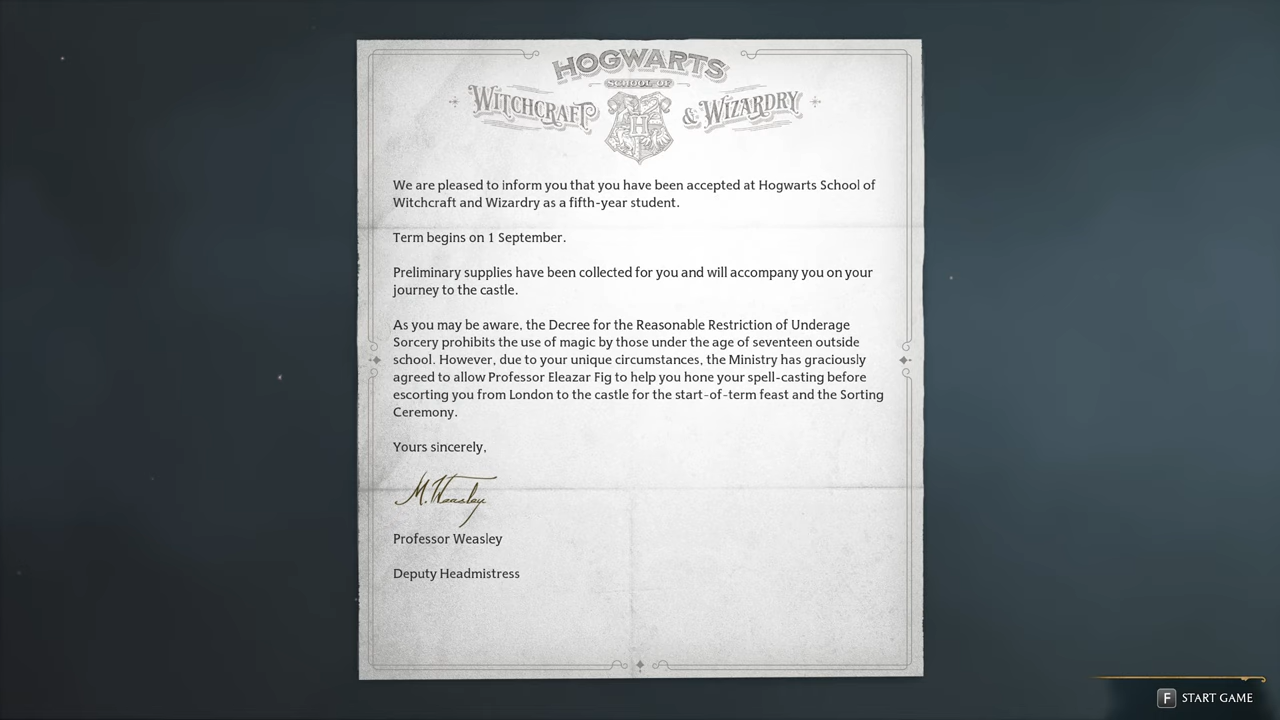 HOGWARTS
SCHOOL OF
WITCHCRAFT & WIZARDRY
H
We are pleased to inform you that you have been accepted at Hogwarts School of
Witchcraft and Wizardry as a fifth-year student.
Term begins on 1 September.
Preliminary supplies have been collected for you and will accompany you on your
journey to the castle.
As you may be aware, the Decree for the Reasonable Restriction of Underage
Sorcery prohibits the use of magic by those under the age of seventeen outside
school. However, due to your unique circumstances, the Ministry has graciously
agreed to allow Professor Eleazar Fig to help you hone your spell-casting before
escorting you from London to the castle for the start-of-term feast and the Sorting
Ceremony.
Yours sincerely,
M. Weasley
Professor Weasley
Deputy Headmistress
F START GAME